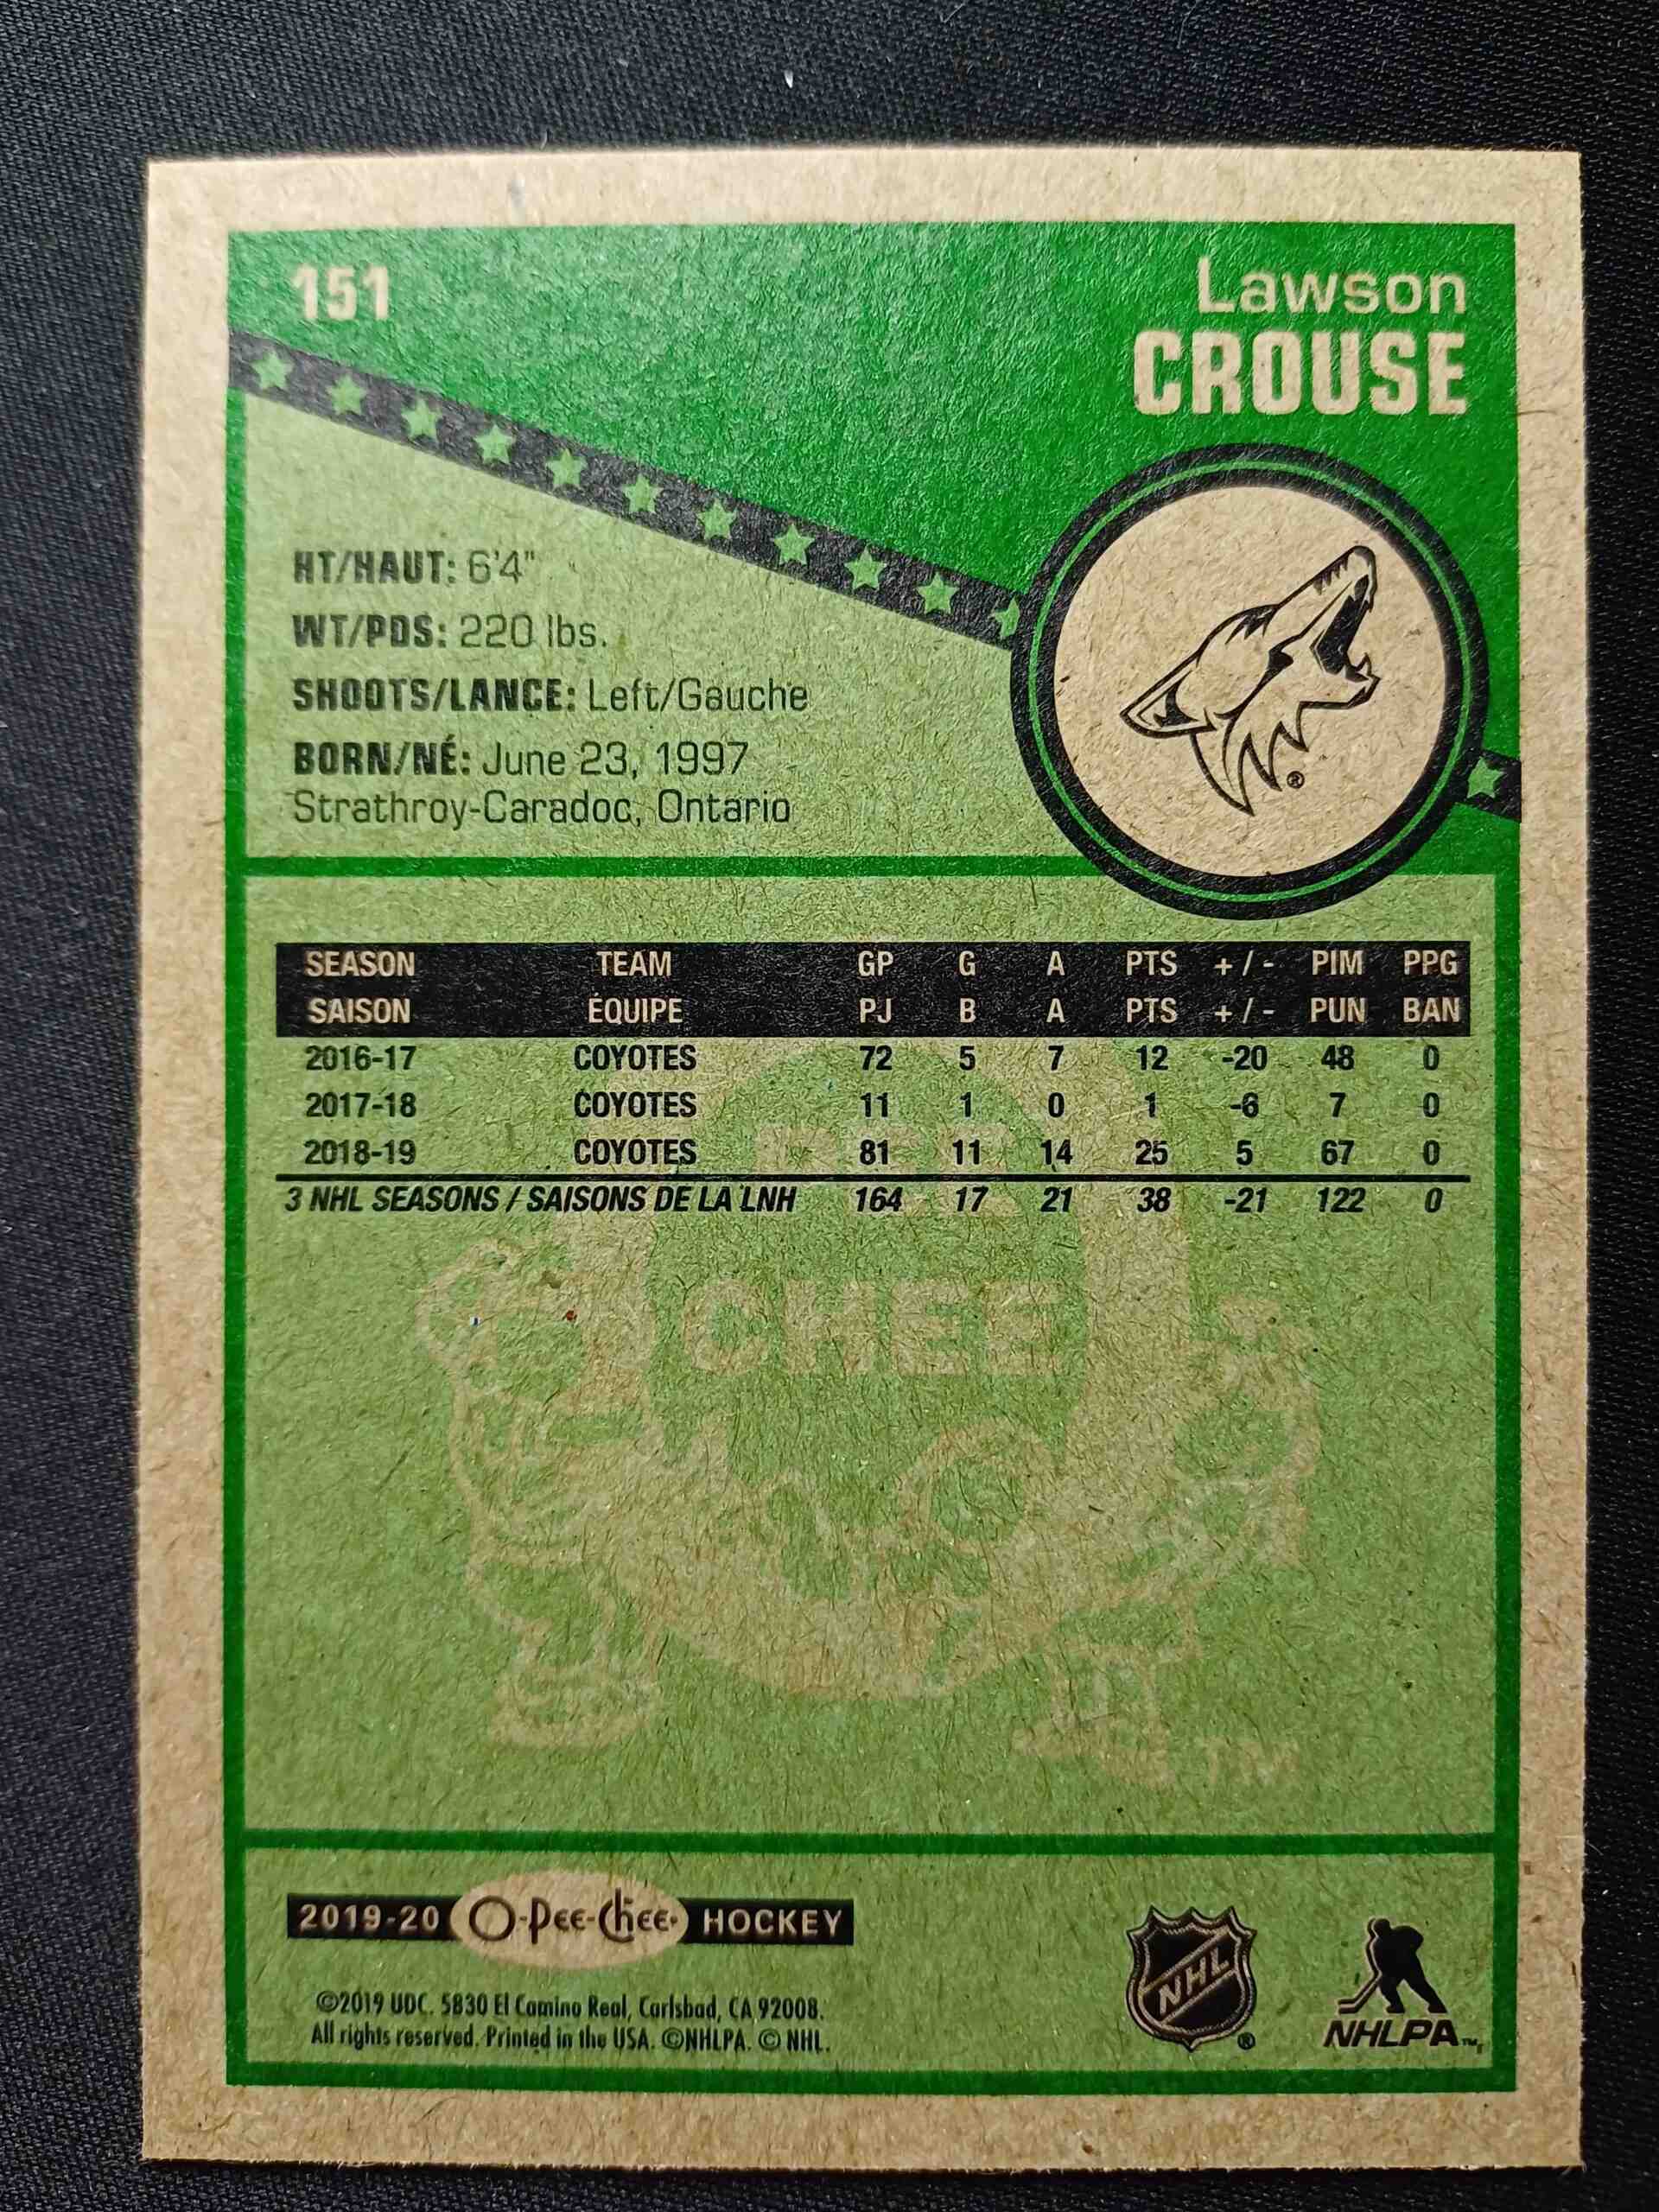 151
Lawson
CROUSE
HT/HAUT: 6'4"
WT/PDS: 220 lbs.
SHOOTS/LANCE: Left/Gauche
BORN/NÉ: June 23, 1997
Strathroy-Caradoc, Ontario
®
SEASON TEAM GP G A PTS +/- PIM PPG
SAISON ÉQUIPE PJ B A PTS +/- PUN BAN
2016-17 COYOTES 72 5 7 12 -20 48 0
2017-18 COYOTES 11 1 0 1 -6 7 0
2018-19 COYOTES 81 11 14 25 5 67 0
3 NHL SEASONS / SAISONS DE LA LNH 164 17 21 38 -21 122 0
PEE
CHEE
TM
2019-20 O-Pee-Chee HOCKEY
©2019 UDC. 5830 El Camino Real, Carlsbad, CA 92008.
All rights reserved. Printed in the USA. ©NHLPA. © NHL.
NHL ®
NHLPA TM